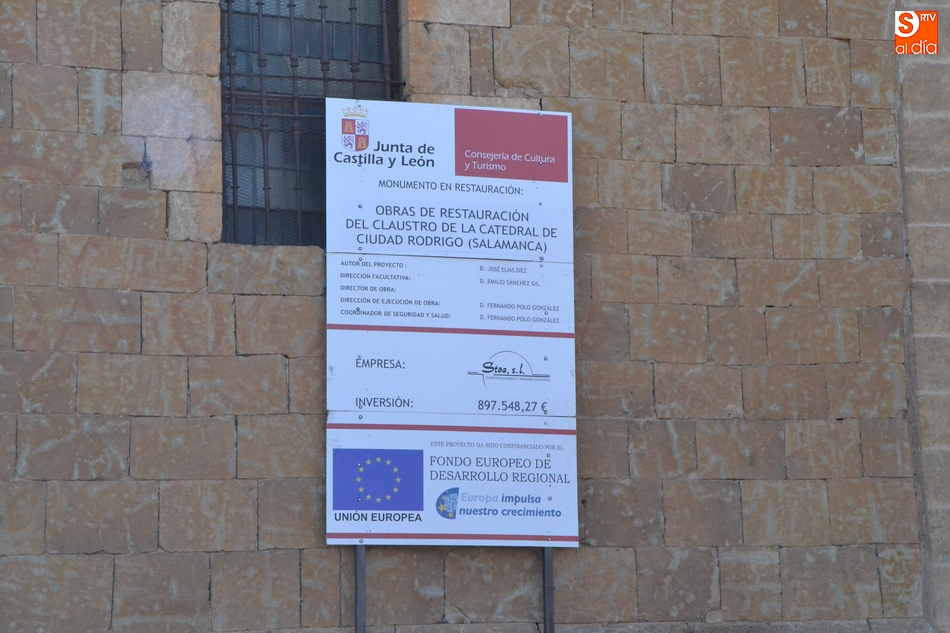 S RTV
al día
Junta de
Castilla y León
Consejería de Cultura
y Turismo
MONUMENTO EN RESTAURACIÓN:
OBRAS DE RESTAURACIÓN
DEL CLAUSTRO DE LA CATEDRAL DE
CIUDAD RODRIGO (SALAMANCA)
AUTOR DEL PROYECTO : D. JOSÉ ELIAS DÍEZ
DIRECCIÓN FACULTATIVA: D. EMILIO SÁNCHEZ GIL
DIRECTOR DE OBRA:
DIRECCIÓN DE EJECUCIÓN DE OBRA: D. FERNANDO POLO GONZÁLEZ
COORDINADOR DE SEGURIDAD Y SALUD: D. FERNANDO POLO GONZÁLEZ
EMPRESA: Stoa, s.l.
CONSTRUCCIONES Y REHABILITACIONES
INVERSIÓN: 897.548,27 €
ESTE PROYECTO HA SIDO CONFINANCIADO POR EL
FONDO EUROPEO DE
DESARROLLO REGIONAL
UNIÓN EUROPEA
Europa impulsa
nuestro crecimiento